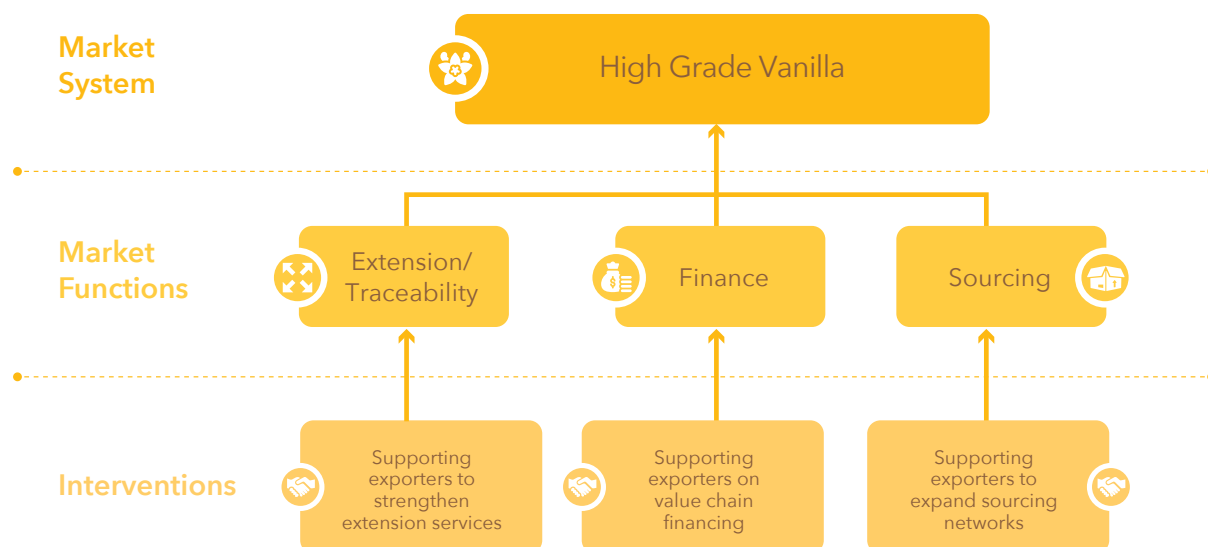 Market
System
High Grade Vanilla
Market
Functions
Extension/
Traceability
Finance
Sourcing
Interventions
Supporting
exporters to
strengthen
extension services
Supporting
exporters on
value chain
financing
Supporting
exporters to
expand sourcing
networks